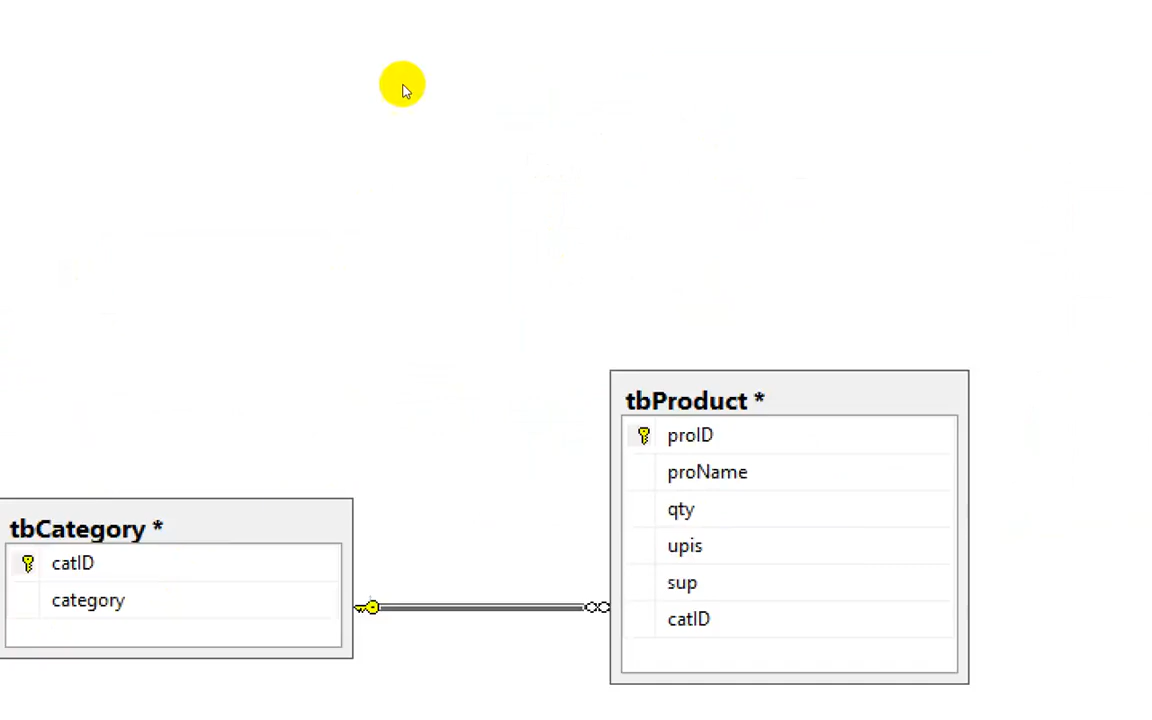 tbProduct *
proID
proName
qty
upis
sup
catID
tbCategory *
catID
category